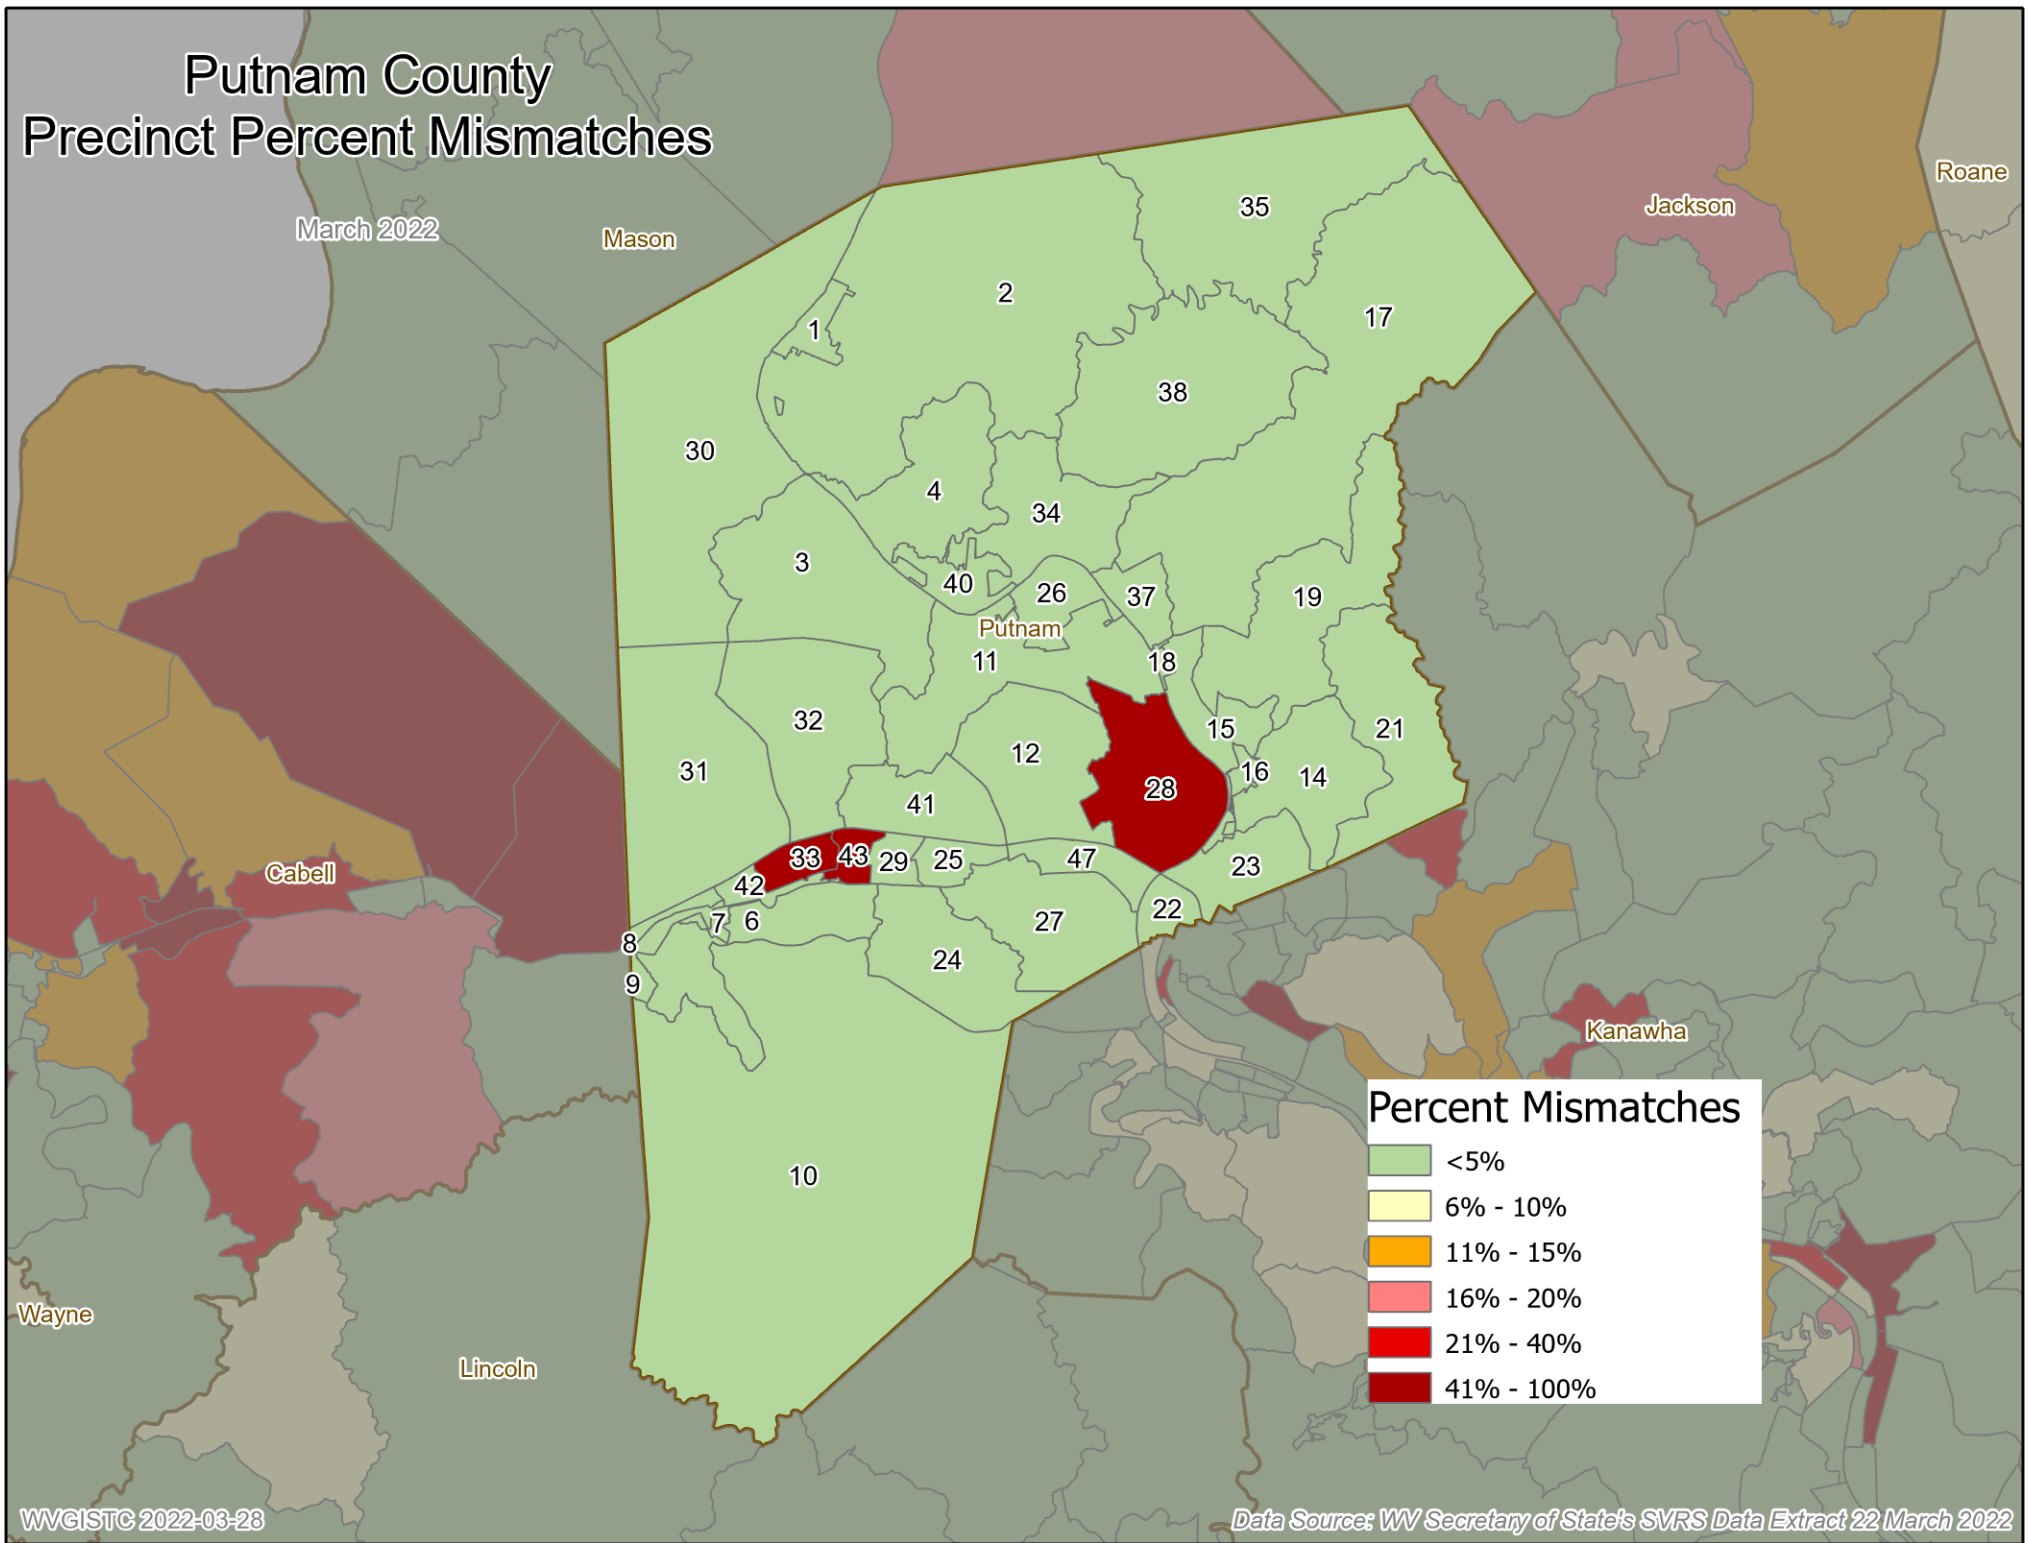 Putnam County
Precinct Percent Mismatches
March 2022
Mason
Jackson
Roane
35
2
17
1
38
30
4
34
3
40
26
37
19
Putnam
11
18
32
15
21
12
31
16
14
28
41
33
43
29
25
47
23
Cabell
42
7
6
27
22
8
24
9
Kanawha
10
Wayne
Lincoln
Percent Mismatches
<5%
6% - 10%
11% - 15%
16% - 20%
21% - 40%
41% - 100%
WVGISTC 2022-03-28
Data Source: WV Secretary of State's SVRS Data Extract 22 March 2022